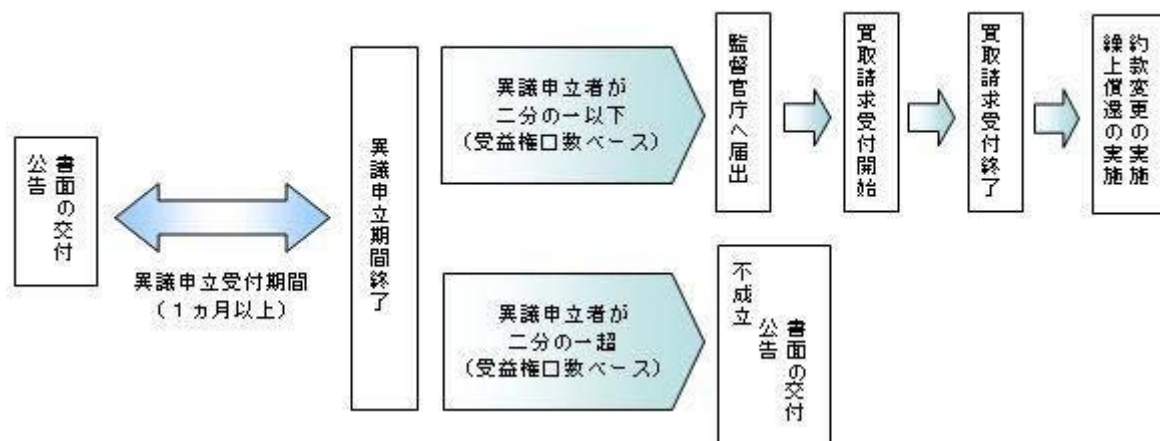 書面の交付
公告
異議申立受付期間
（１ヵ月以上）
異議申立期間終了
異議申立者が
二分の一以下
（受益権口数ベース）
監督官庁へ届出
買取請求受付開始
買取請求受付終了
約款変更の実施
繰上償還の実施
異議申立者が
二分の一超
（受益権口数ベース）
不成立
書面の交付
公告